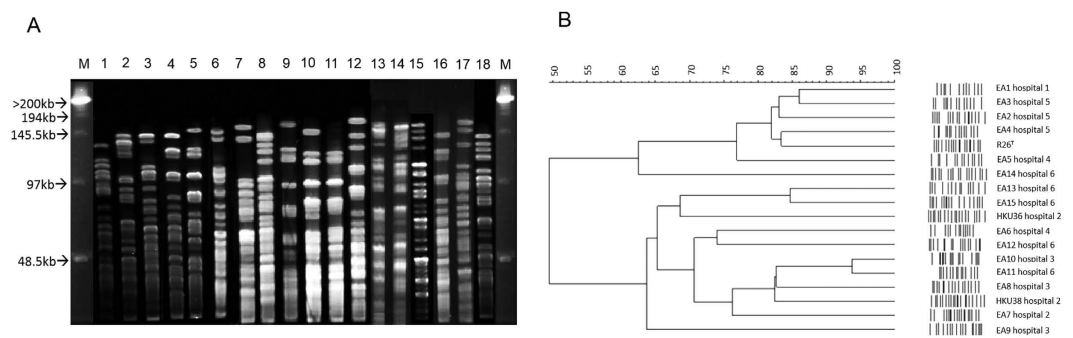 A
M 1 2 3 4 5 6 7 8 9 10 11 12 13 14 15 16 17 18 M
>200kb
194kb
145.5kb
97kb
48.5kb
B
50 55 60 65 70 75 80 85 90 95 100
EA1 hospital 1
EA3 hospital 5
EA2 hospital 5
EA4 hospital 5
R26ᵀ
EA5 hospital 4
EA14 hospital 6
EA13 hospital 6
EA15 hospital 6
HKU36 hospital 2
EA6 hospital 4
EA12 hospital 6
EA10 hospital 3
EA11 hospital 6
EA8 hospital 3
HKU38 hospital 2
EA7 hospital 2
EA9 hospital 3